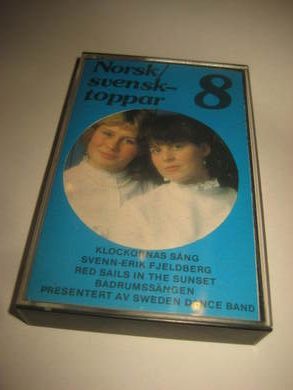 Norsk/
svensk-
toppar 8
KLOCKORNAS SÅNG
SVENN-ERIK FJELDBERG
RED SAILS IN THE SUNSET
BADRUMSSÅNGEN
PRESENTERT AV SWEDEN DANCE BAND